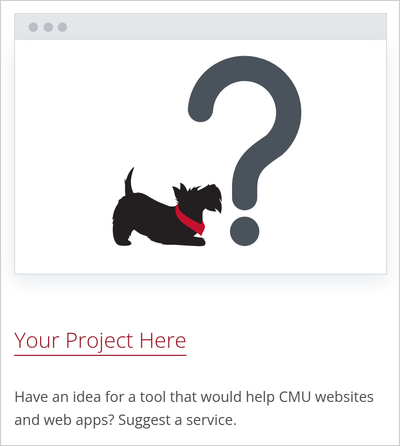 ?
Your Project Here
Have an idea for a tool that would help CMU websites
and web apps? Suggest a service.